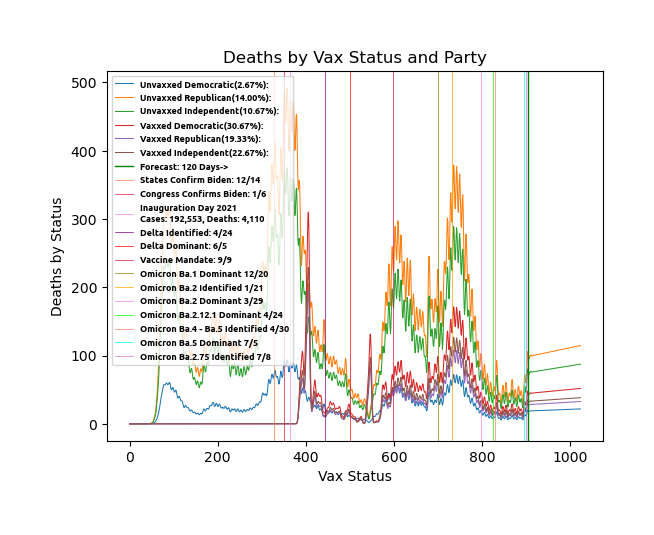 Deaths by Vax Status and Party
Deaths by Status
500
400
300
200
100
0
Unvaxxed Democratic(2.67%):
Unvaxxed Republican(14.00%):
Unvaxxed Independent(10.67%):
Vaxxed Democratic(30.67%):
Vaxxed Republican(19.33%):
Vaxxed Independent(22.67%):
Forecast: 120 Days->
States Confirm Biden: 12/14
Congress Confirms Biden: 1/6
Inauguration Day 2021
Cases: 192,553, Deaths: 4,110
Delta Identified: 4/24
Delta Dominant: 6/5
Vaccine Mandate: 9/9
Omicron Ba.1 Dominant 12/20
Omicron Ba.2 Identified 1/21
Omicron Ba.2 Dominant 3/29
Omicron Ba.2.12.1 Dominant 4/24
Omicron Ba.4 - Ba.5 Identified 4/30
Omicron Ba.5 Dominant 7/5
Omicron Ba.2.75 Identified 7/8
0 200 400 600 800 1000
Vax Status